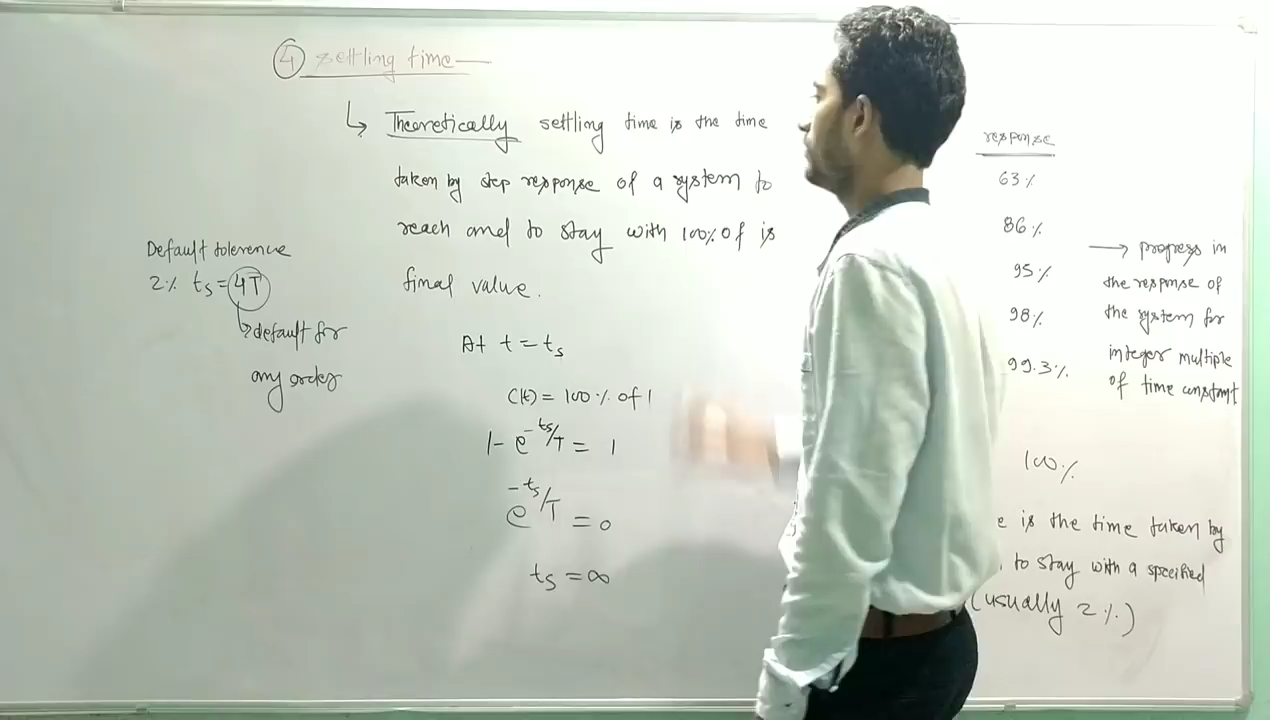 ④ settling time
↳ Theoretically settling time is the time
taken by step response of a system to
reach and to stay with 100% of is
final value.
At t = ts
C(t) = 100% of 1
1 - e^-ts/T = 1
e^-ts/T = 0
ts = ∞
Default tolerence
2% ts = 4T
↳ default for
any order
response
63%
86%
95%
98%
99.3%
100%
→ progress in
the response of
the system for
integer multiple
of time constant
e is the time taken by
to stay with a specified
(usually 2%)